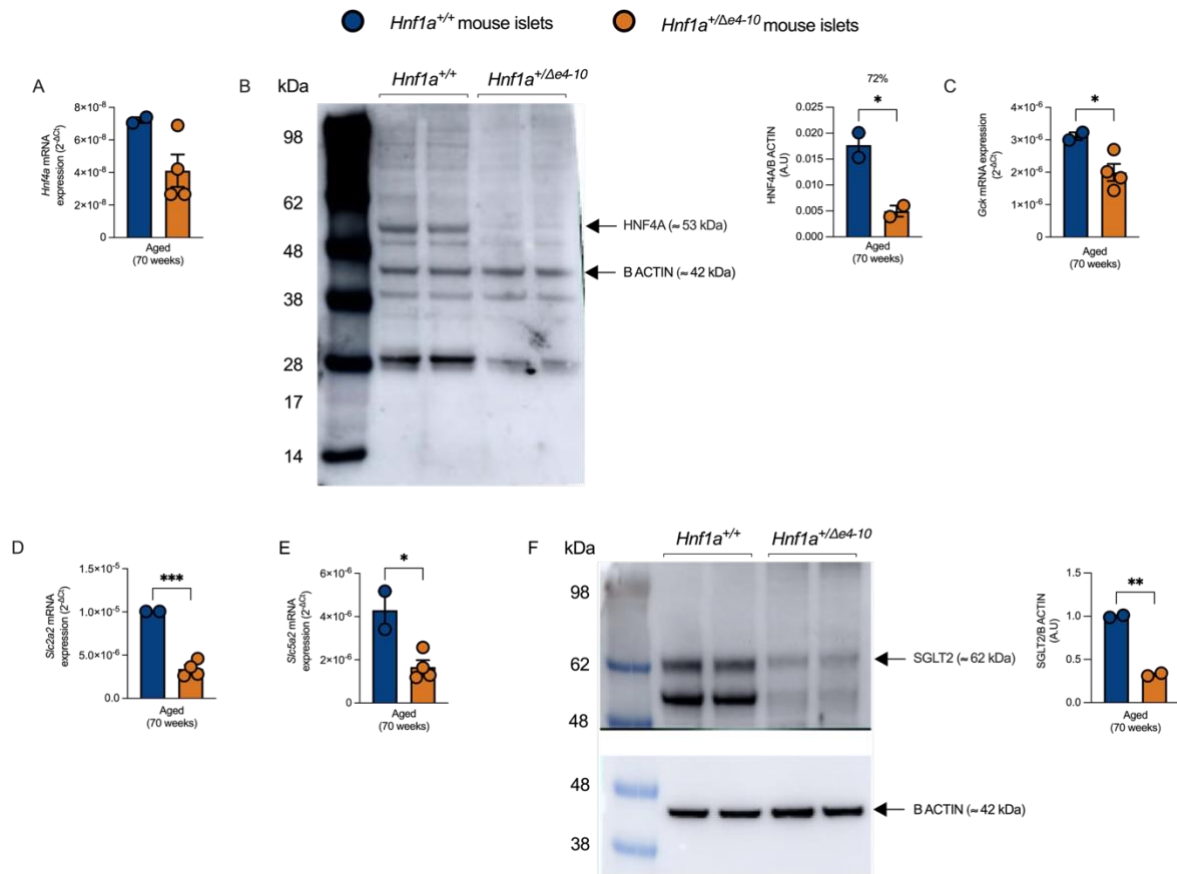 Hnf1a+/+ mouse islets
Hnf1a+/Δe4-10 mouse islets
A
Hnf4a mRNA
expression (2-ΔCt)
8×10-8
6×10-8
4×10-8
2×10-8
0
Aged
(70 weeks)
B
kDa
Hnf1a+/+
Hnf1a+/Δe4-10
98
62
48
38
28
17
14
HNF4A (≈ 53 kDa)
B ACTIN (≈ 42 kDa)
72%
*
HNF4A/B ACTIN
(A.U)
0.025
0.020
0.015
0.010
0.005
0.000
Aged
(70 weeks)
C
*
Gck mRNA expression
(2-ΔCt)
4×10-6
3×10-6
2×10-6
1×10-6
0
Aged
(70 weeks)
D
***
Slc2a2 mRNA
expression (2-ΔCt)
1.5×10-5
1.0×10-5
5.0×10-6
0.0
Aged
(70 weeks)
E
*
Slc5a2 mRNA
expression (2-ΔCt)
6×10-6
4×10-6
2×10-6
0
Aged
(70 weeks)
F
kDa
Hnf1a+/+
Hnf1a+/Δe4-10
98
62
48
SGLT2 (≈ 62 kDa)
48
38
B ACTIN (≈ 42 kDa)
**
SGLT2/B ACTIN
(A.U)
1.5
1.0
0.5
0.0
Aged
(70 weeks)